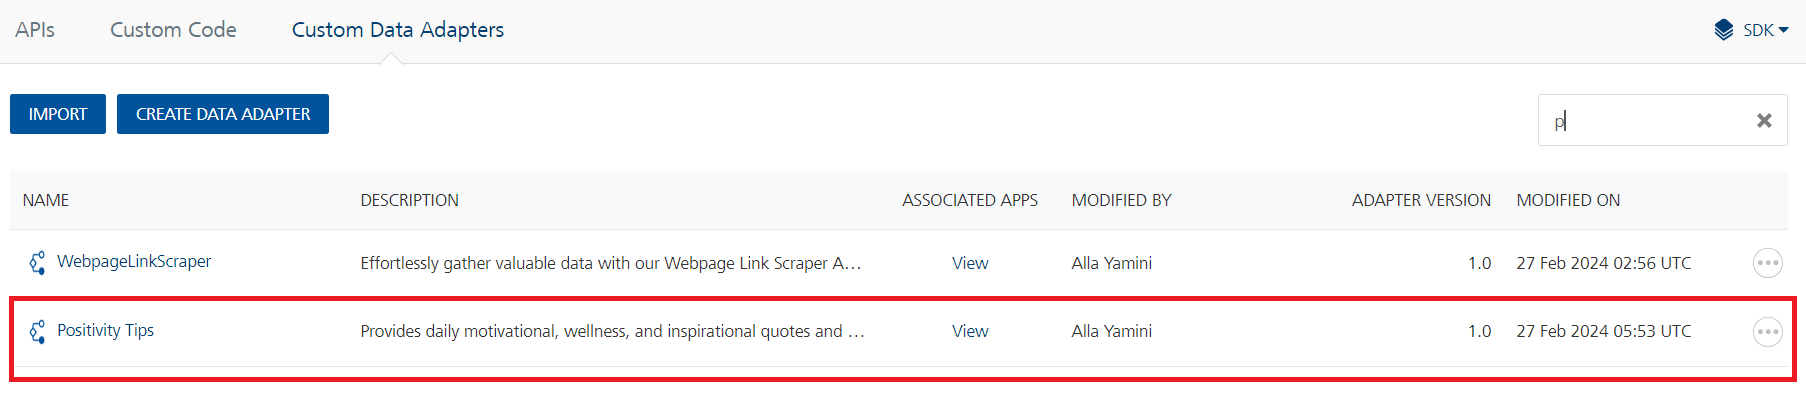 APIs Custom Code Custom Data Adapters SDK
IMPORT CREATE DATA ADAPTER p
NAME DESCRIPTION ASSOCIATED APPS MODIFIED BY ADAPTER VERSION MODIFIED ON
WebpageLinkScraper Effortlessly gather valuable data with our Webpage Link Scraper A... View Alla Yamini 1.0 27 Feb 2024 02:56 UTC
Positivity Tips Provides daily motivational, wellness, and inspirational quotes and ... View Alla Yamini 1.0 27 Feb 2024 05:53 UTC